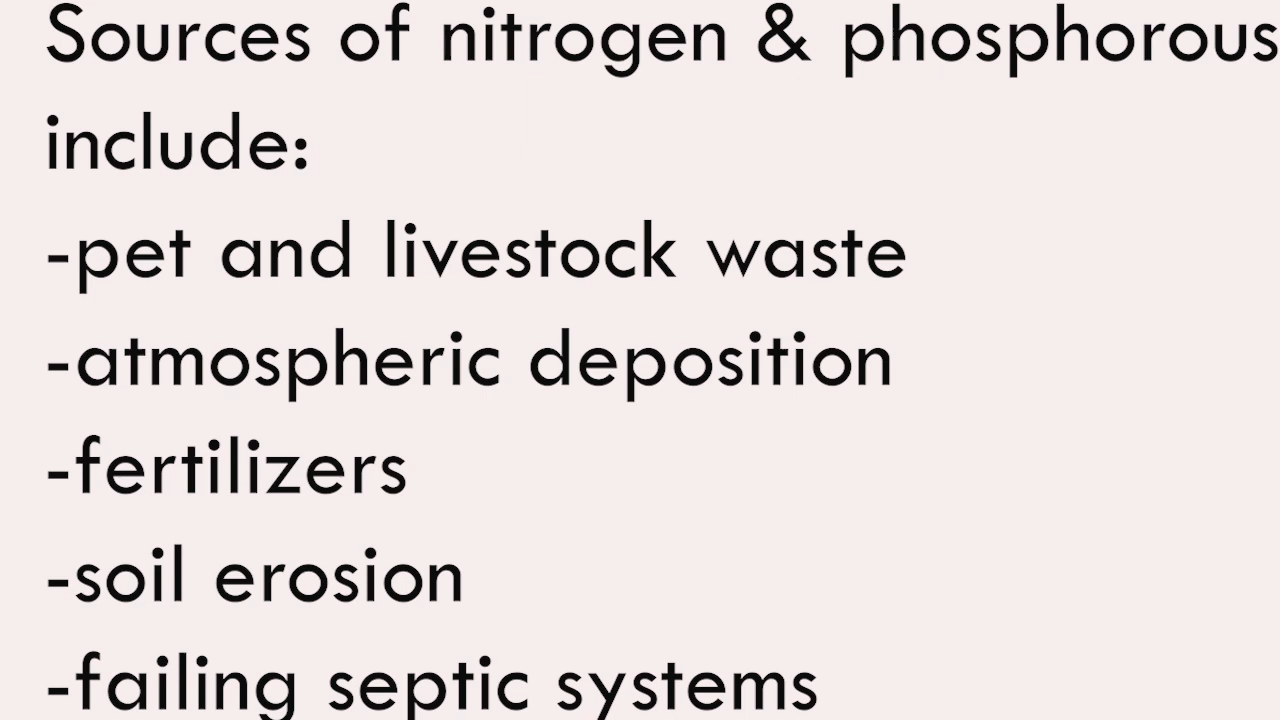 Sources of nitrogen & phosphorous
include:
-pet and livestock waste
-atmospheric deposition
-fertilizers
-soil erosion
-failing septic systems